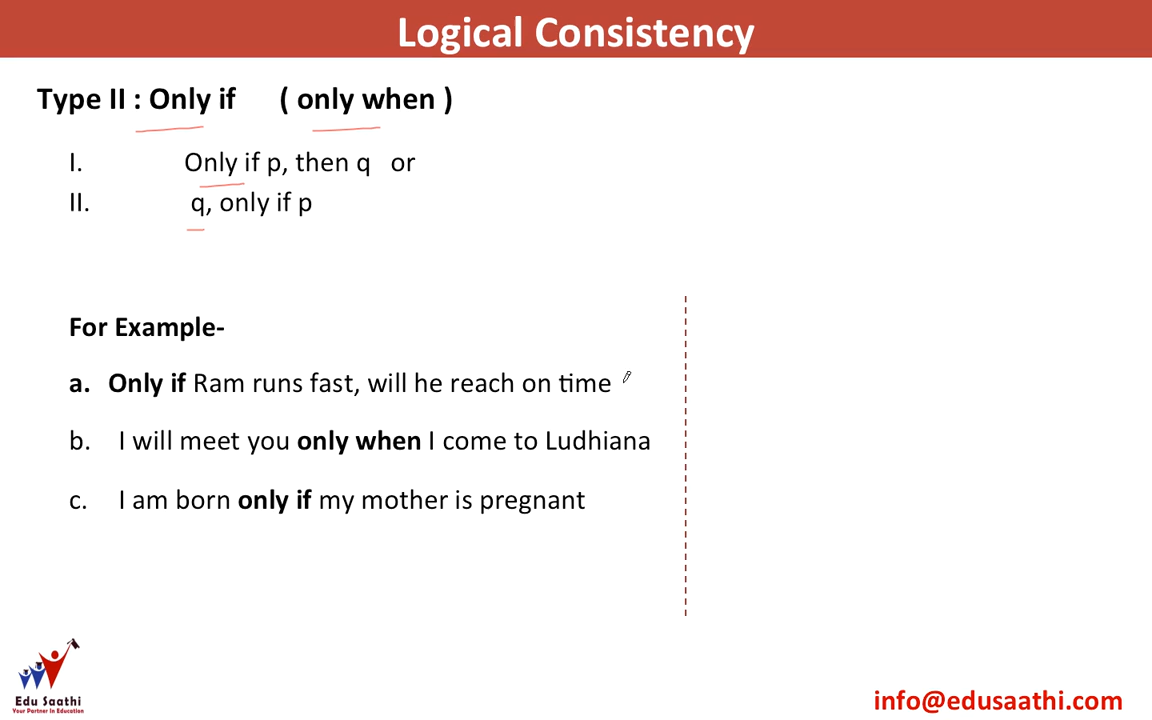 Logical Consistency
Type II : Only if ( only when )
I. Only if p, then q or
II. q, only if p
For Example-
a. Only if Ram runs fast, will he reach on time
b. I will meet you only when I come to Ludhiana
c. I am born only if my mother is pregnant
Edu Saathi
Your Partner In Education
info@edusaathi.com